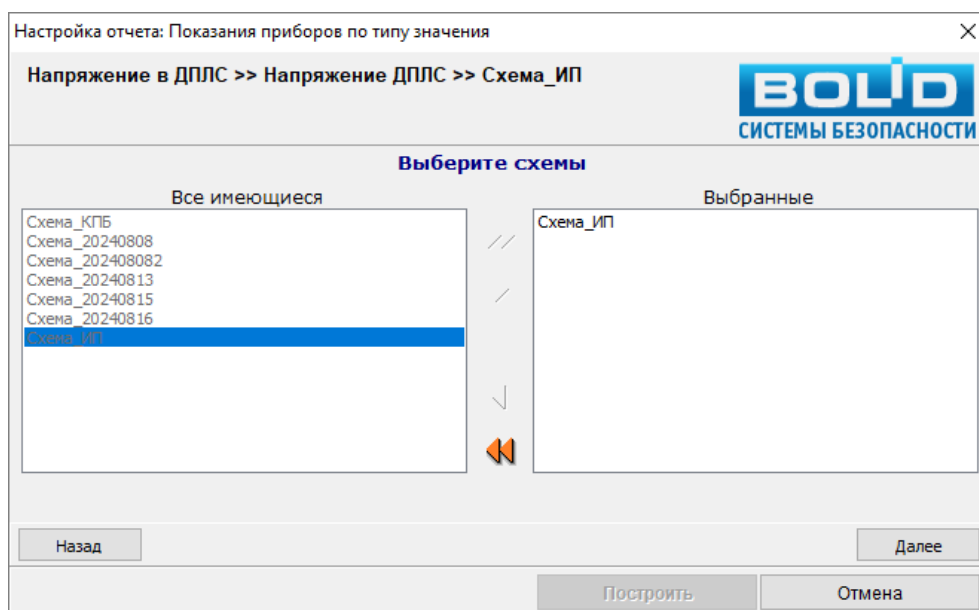 Настройка отчета: Показания приборов по типу значения
Напряжение в ДПЛС >> Напряжение ДПЛС >> Схема_ИП
BOLID
СИСТЕМЫ БЕЗОПАСНОСТИ
Выберите схемы
Все имеющиеся
Схема_КПБ
Схема_20240808
Схема_202408082
Схема_20240813
Схема_20240815
Схема_20240816
Схема_ИП
Выбранные
Схема_ИП
Назад
Далее
Построить
Отмена